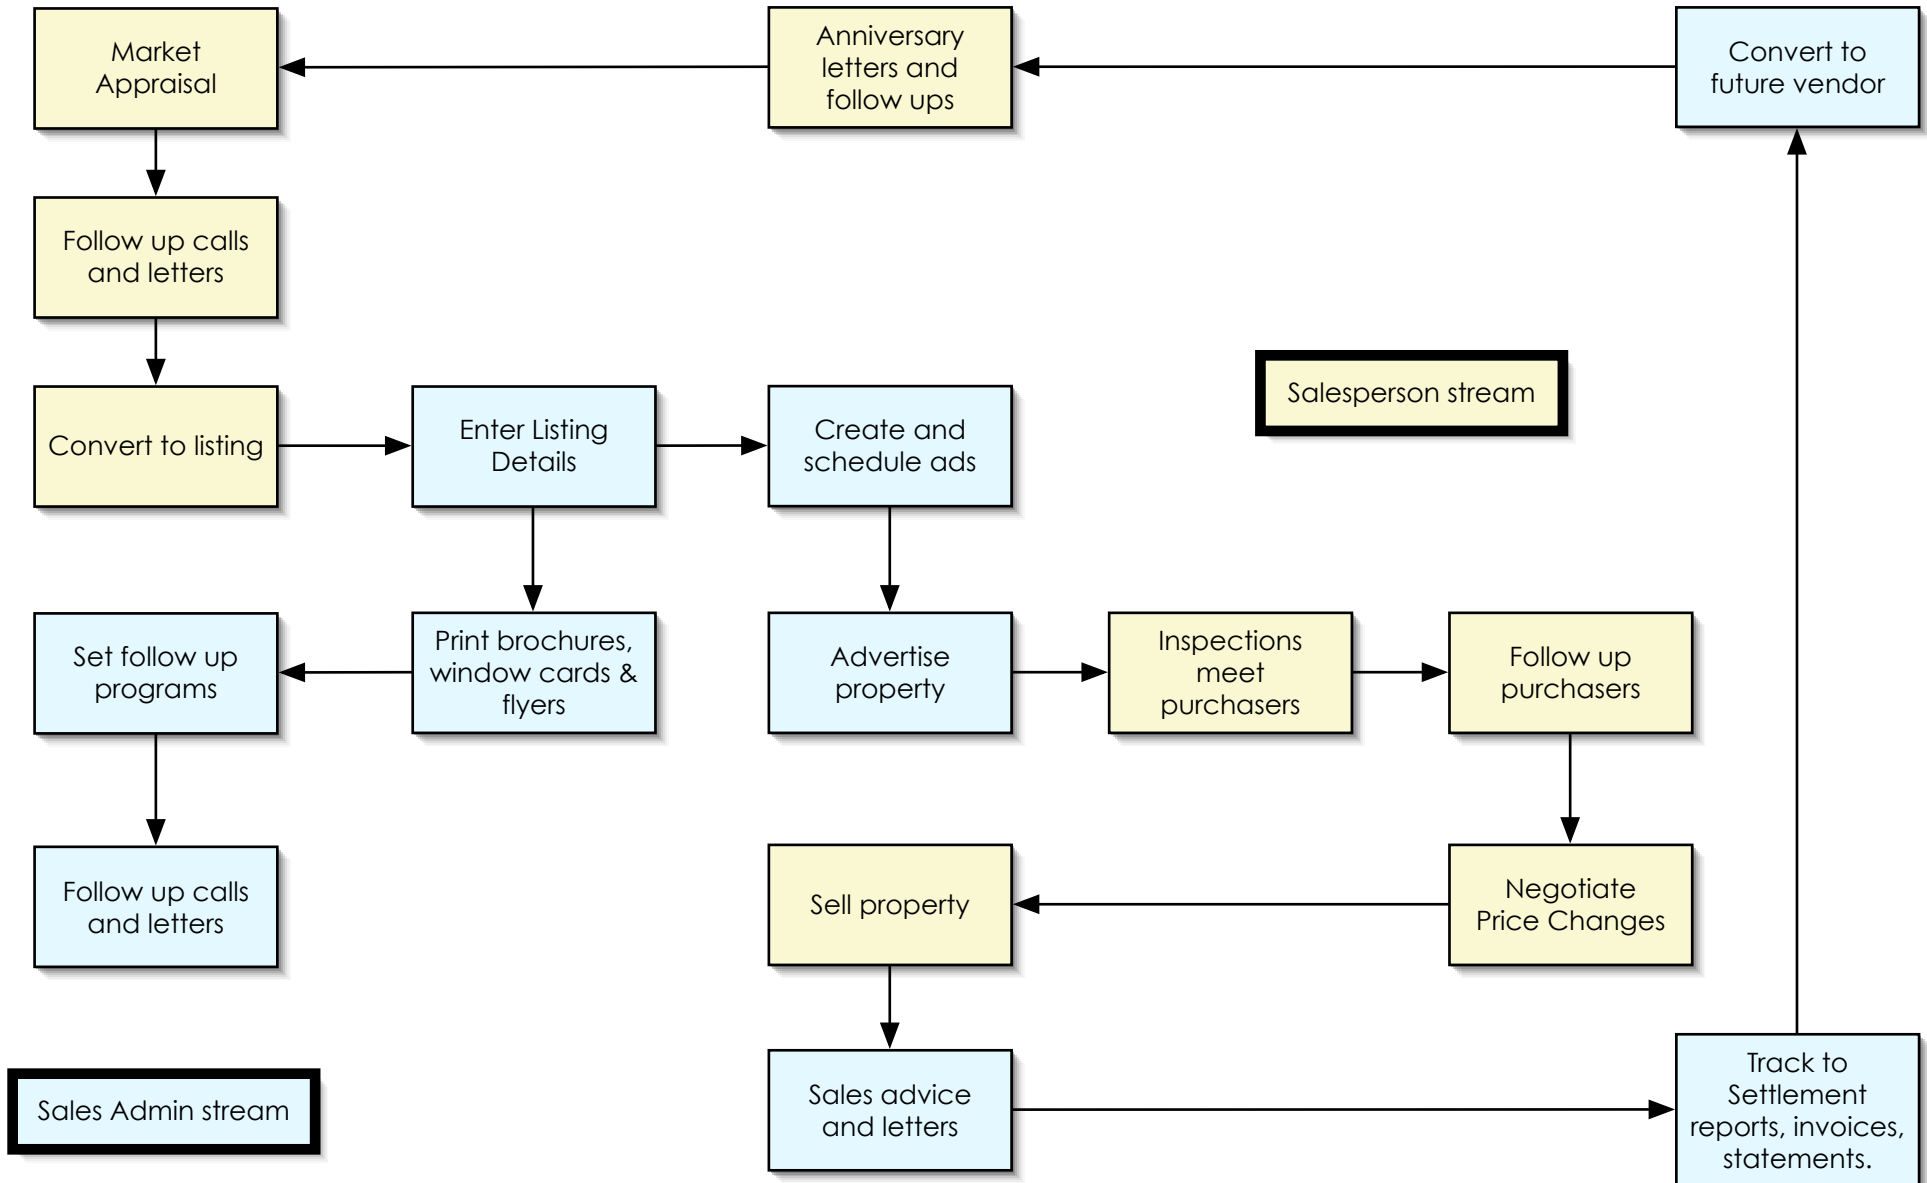 Market
Appraisal
Anniversary
letters and
follow ups
Convert to
future vendor
Follow up calls
and letters
Salesperson stream
Convert to listing
Enter Listing
Details
Create and
schedule ads
Set follow up
programs
Print brochures,
window cards &
flyers
Advertise
property
Inspections
meet
purchasers
Follow up
purchasers
Follow up calls
and letters
Sell property
Negotiate
Price Changes
Sales Admin stream
Sales advice
and letters
Track to
Settlement
reports, invoices,
statements.